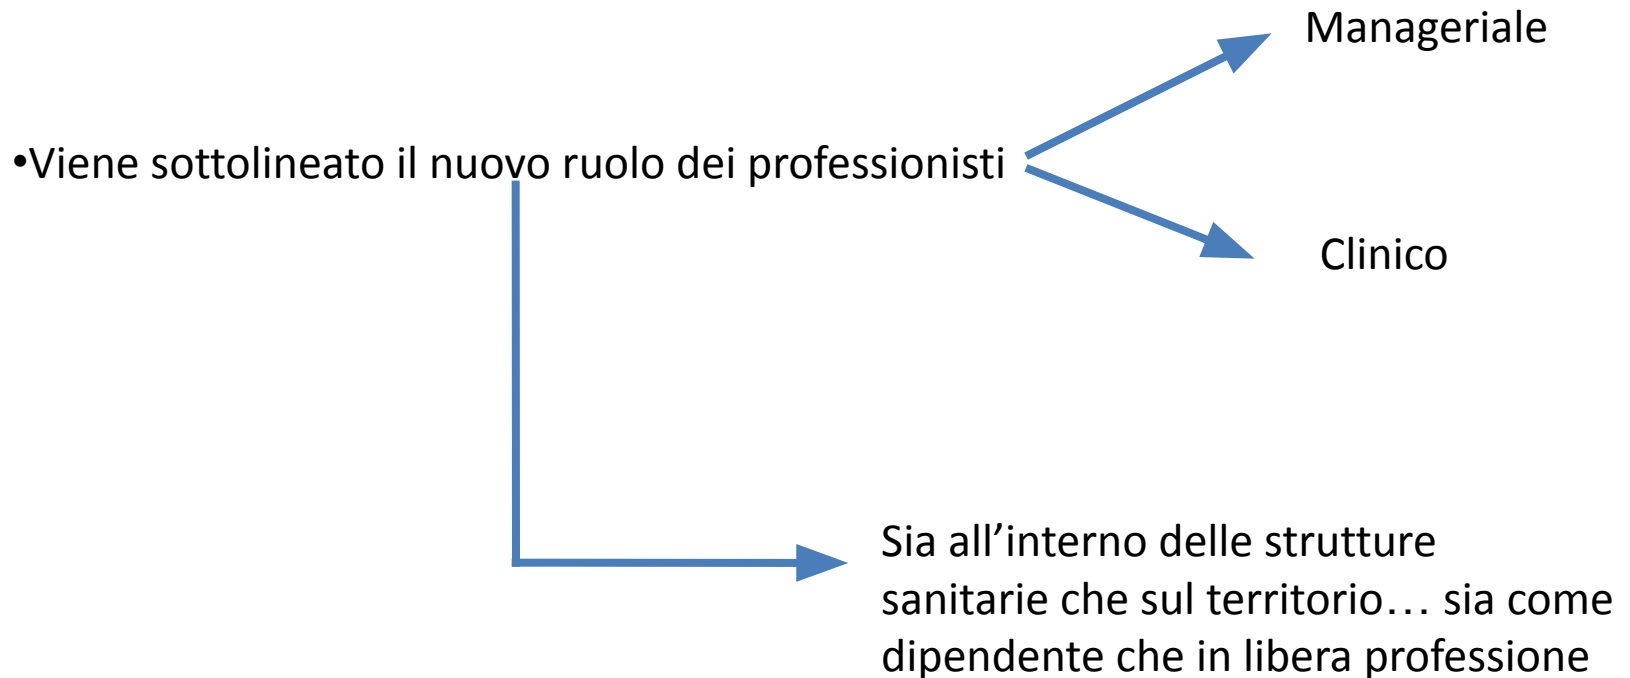 Manageriale
•Viene sottolineato il nuovo ruolo dei professionisti
Clinico
Sia all’interno delle strutture
sanitarie che sul territorio… sia come
dipendente che in libera professione